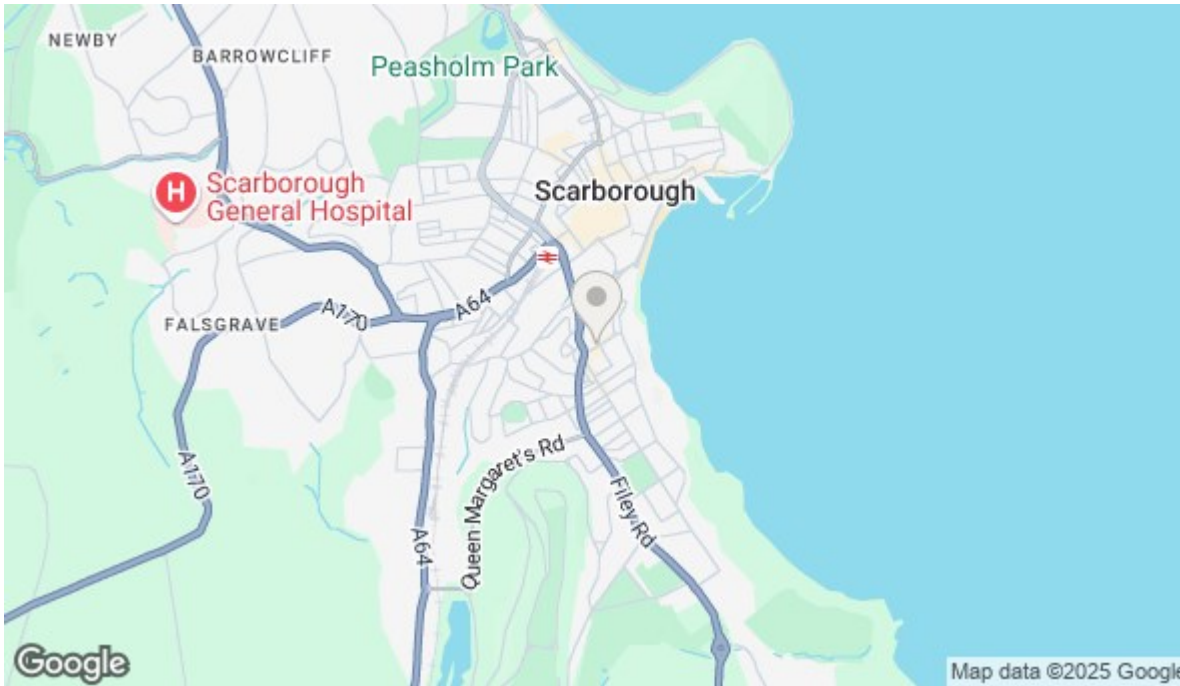 NEWBY
BARROWCLIFF
Peasholm Park
H
Scarborough
General Hospital
Scarborough
A64
A170
FALSGRAVE
A170
Queen Margaret's Rd
A64
Filey Rd
Google
Map data ©2025 Google